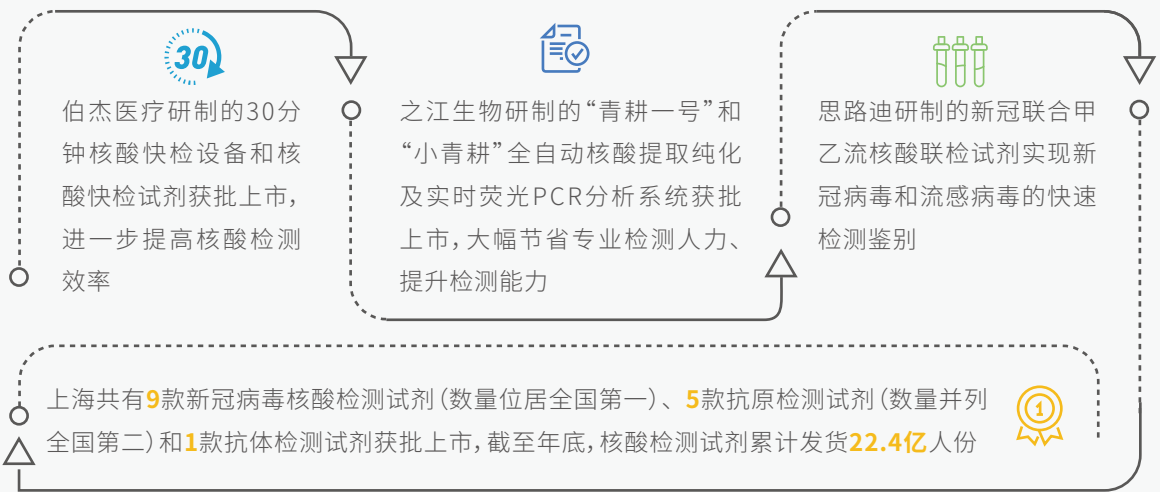 30
伯杰医疗研制的30分
钟核酸快检设备和核
酸快检试剂获批上市，
进一步提高核酸检测
效率
之江生物研制的“青耕一号”和
“小青耕”全自动核酸提取纯化
及实时荧光PCR分析系统获批
上市，大幅节省专业检测人力、
提升检测能力
思路迪研制的新冠联合甲
乙流核酸联检试剂实现新
冠病毒和流感病毒的快速
检测鉴别
上海共有9款新冠病毒核酸检测试剂（数量位居全国第一）、5款抗原检测试剂（数量并列
全国第二）和1款抗体检测试剂获批上市，截至年底，核酸检测试剂累计发货22.4亿人份
1